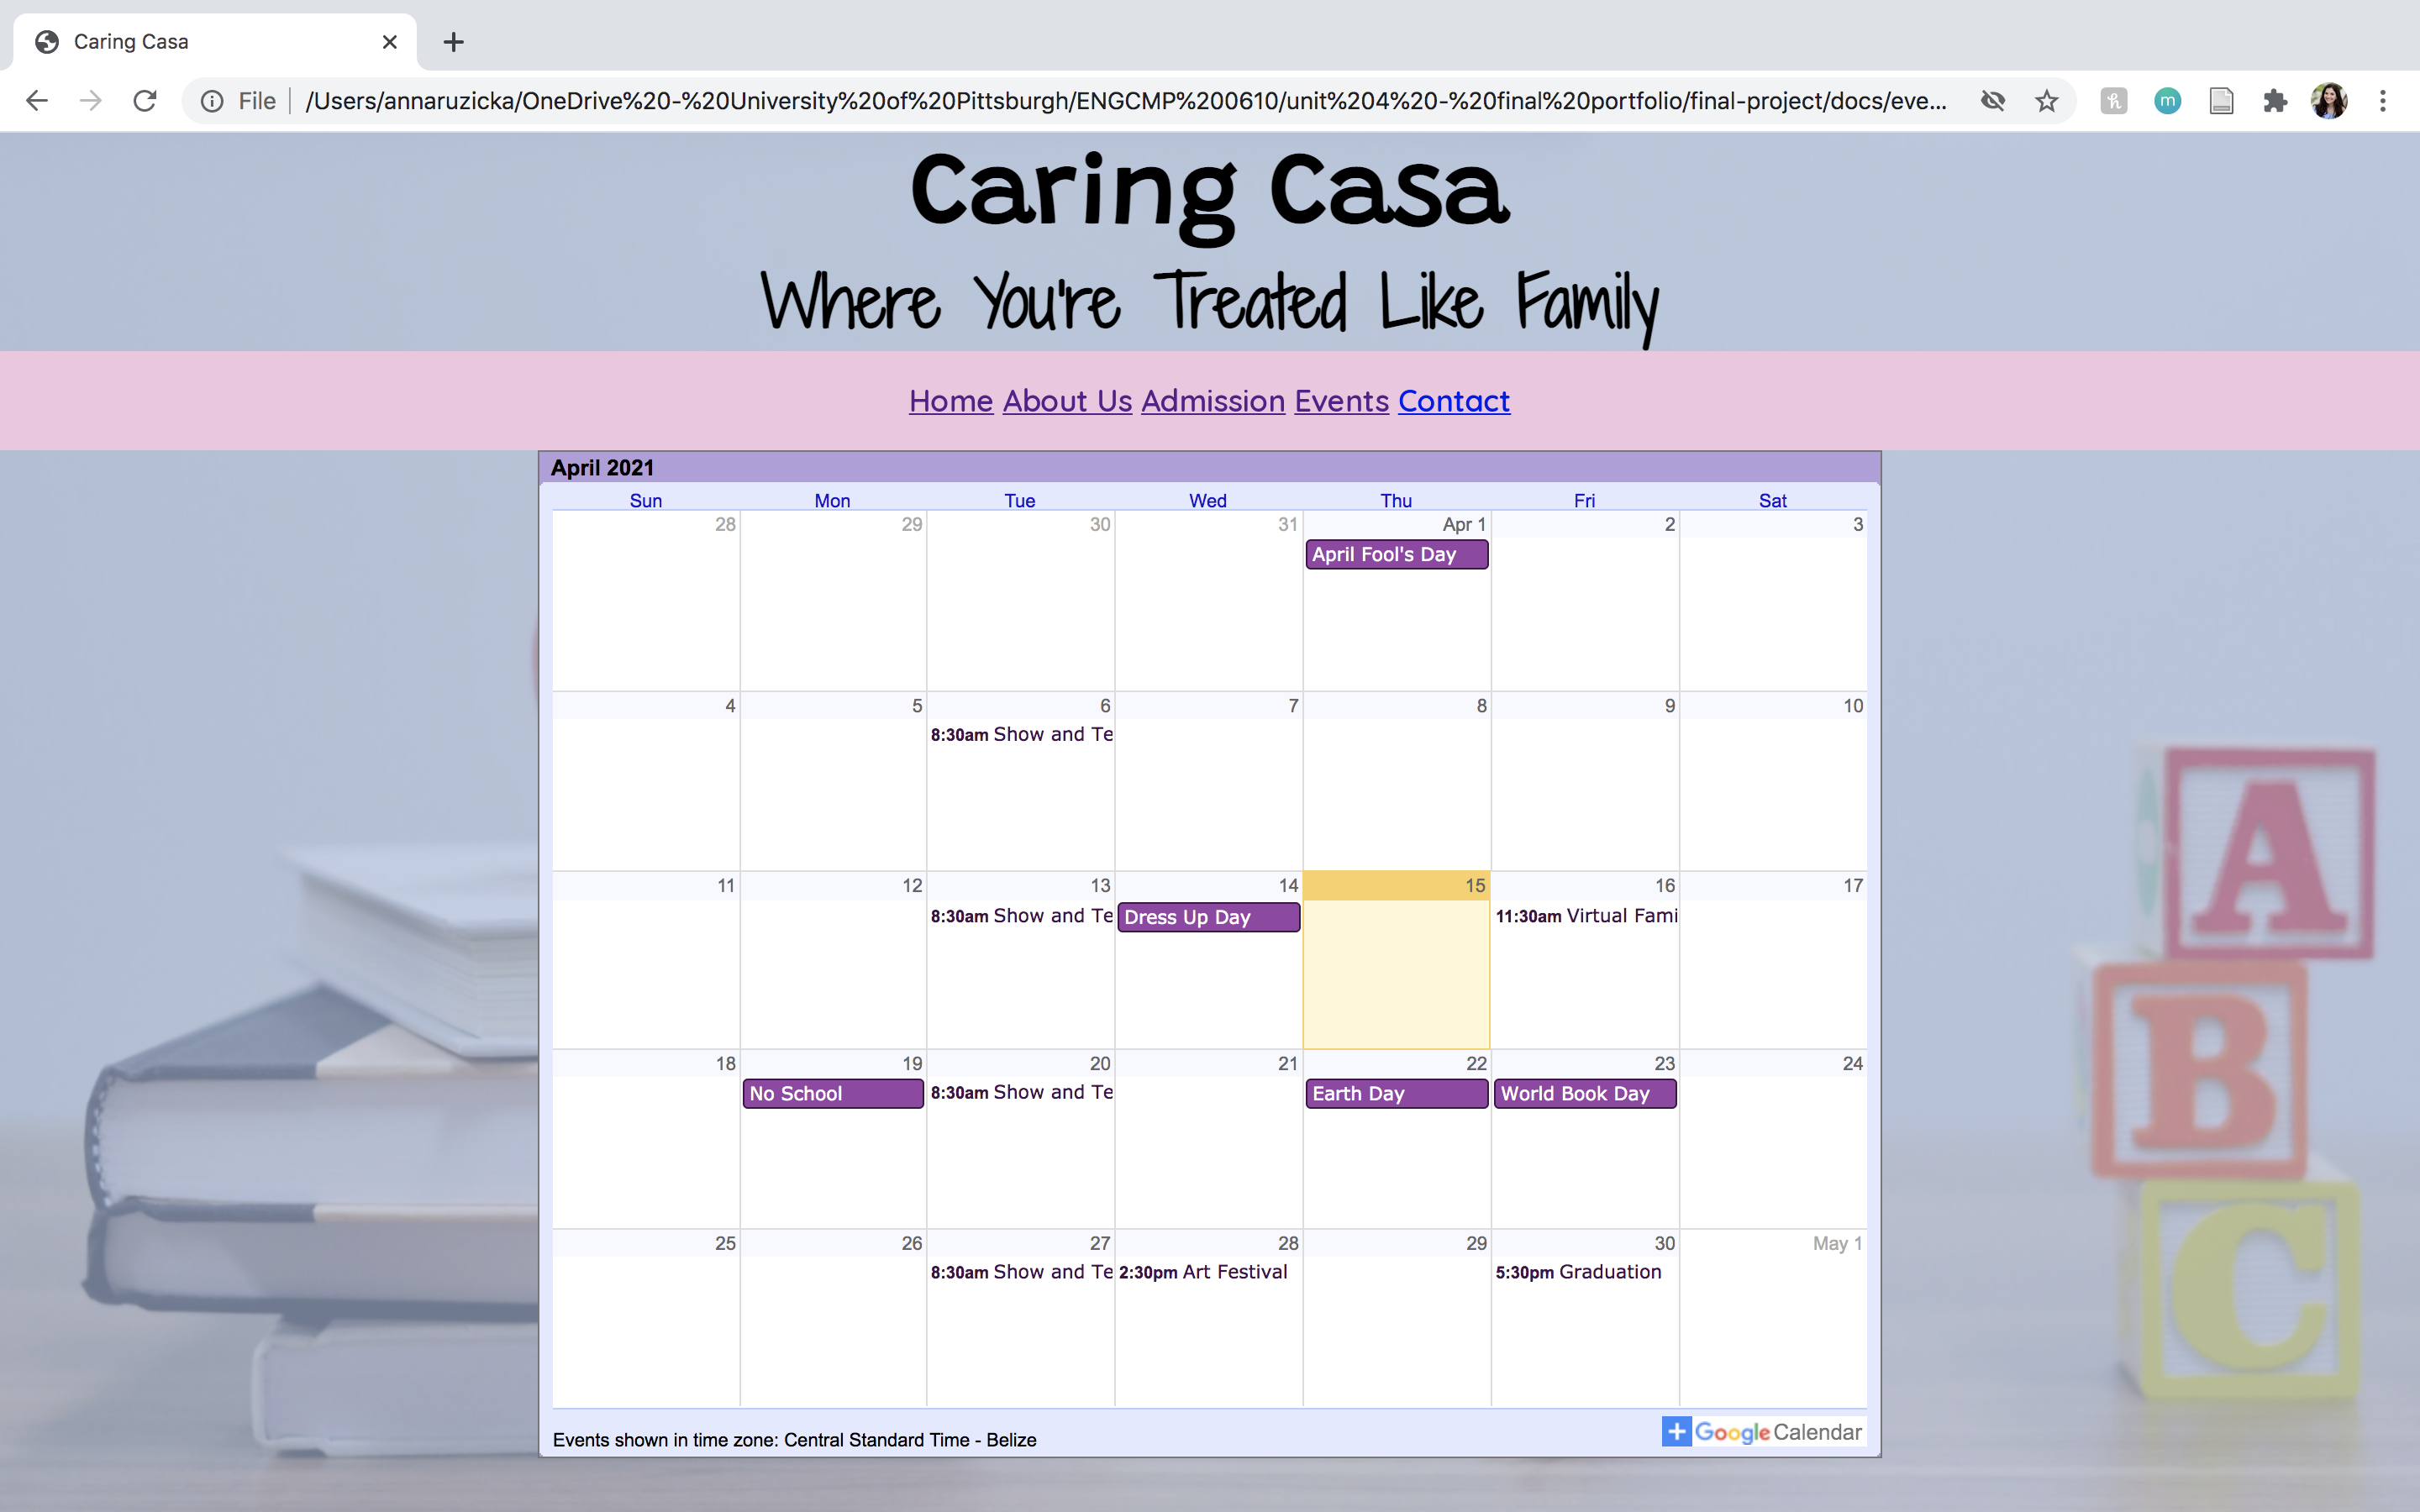 Caring Casa
File /Users/annaruzicka/OneDrive%20-%20University%20of%20Pittsburgh/ENGCMP%200610/unit%204%20-%20final%20portfolio/final-project/docs/eve...
m
Caring Casa
Where You're Treated Like Family
Home About Us Admission Events Contact
April 2021
Sun Mon Tue Wed Thu Fri Sat
28 29 30 31 Apr 1 2 3
April Fool's Day
4 5 6 7 8 9 10
8:30am Show and Te
11 12 13 14 15 16 17
8:30am Show and Te Dress Up Day 11:30am Virtual Fami
18 19 20 21 22 23 24
No School 8:30am Show and Te Earth Day World Book Day
25 26 27 28 29 30 May 1
8:30am Show and Te 2:30pm Art Festival 5:30pm Graduation
Events shown in time zone: Central Standard Time - Belize
Google Calendar
A
B
C